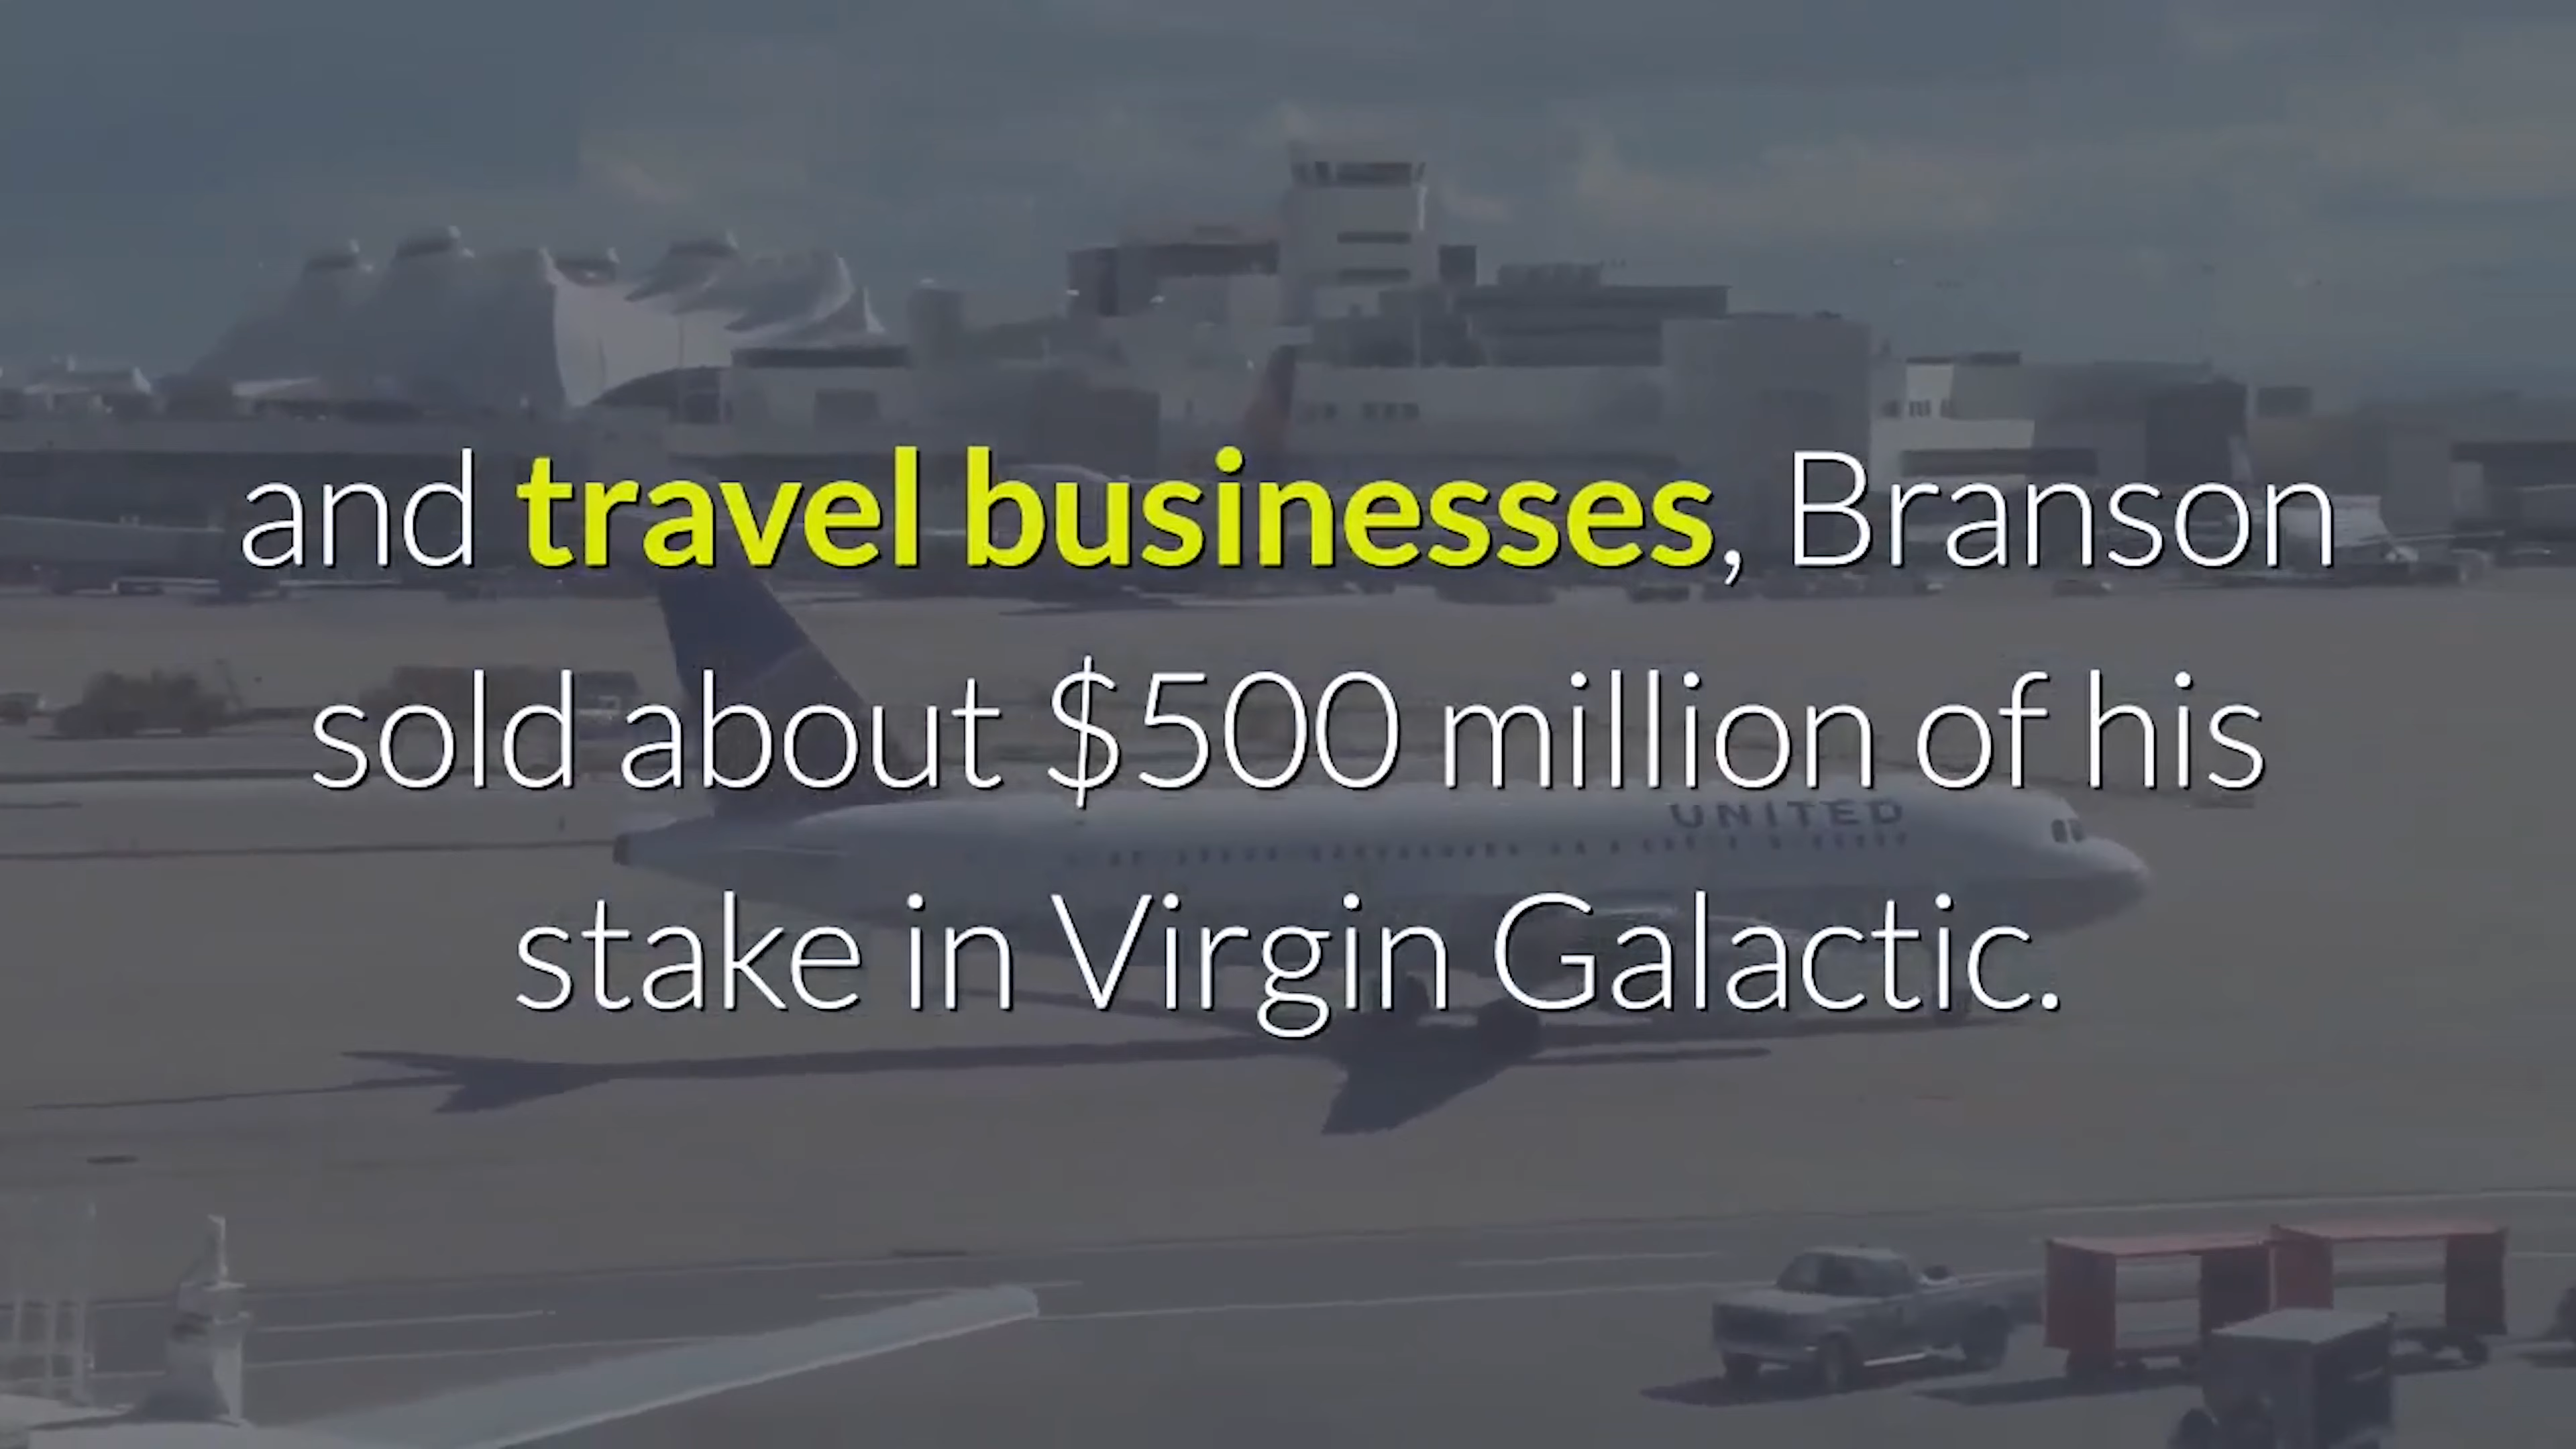 and travel businesses, Branson
sold about $500 million of his
stake in Virgin Galactic.
UNITED